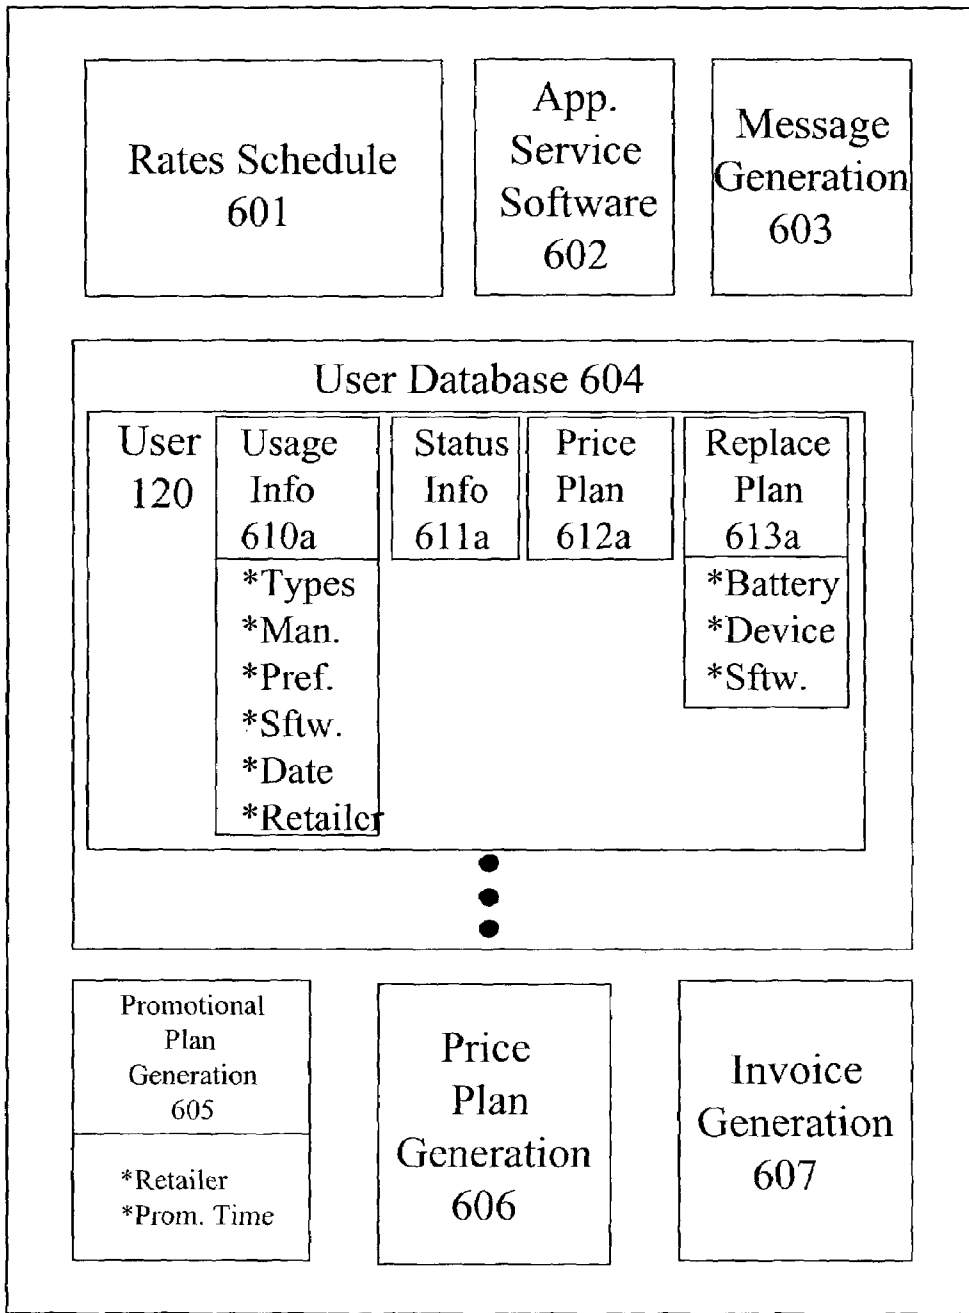 Rates Schedule
601
App.
Service
Software
602
Message
Generation
603
User Database 604
User
120
Usage
Info
610a
*Types
*Man.
*Pref.
*Sftw.
*Date
*Retailer
Status
Info
611a
Price
Plan
612a
Replace
Plan
613a
*Battery
*Device
*Sftw.
Promotional
Plan
Generation
605
*Retailer
*Prom. Time
Price
Plan
Generation
606
Invoice
Generation
607